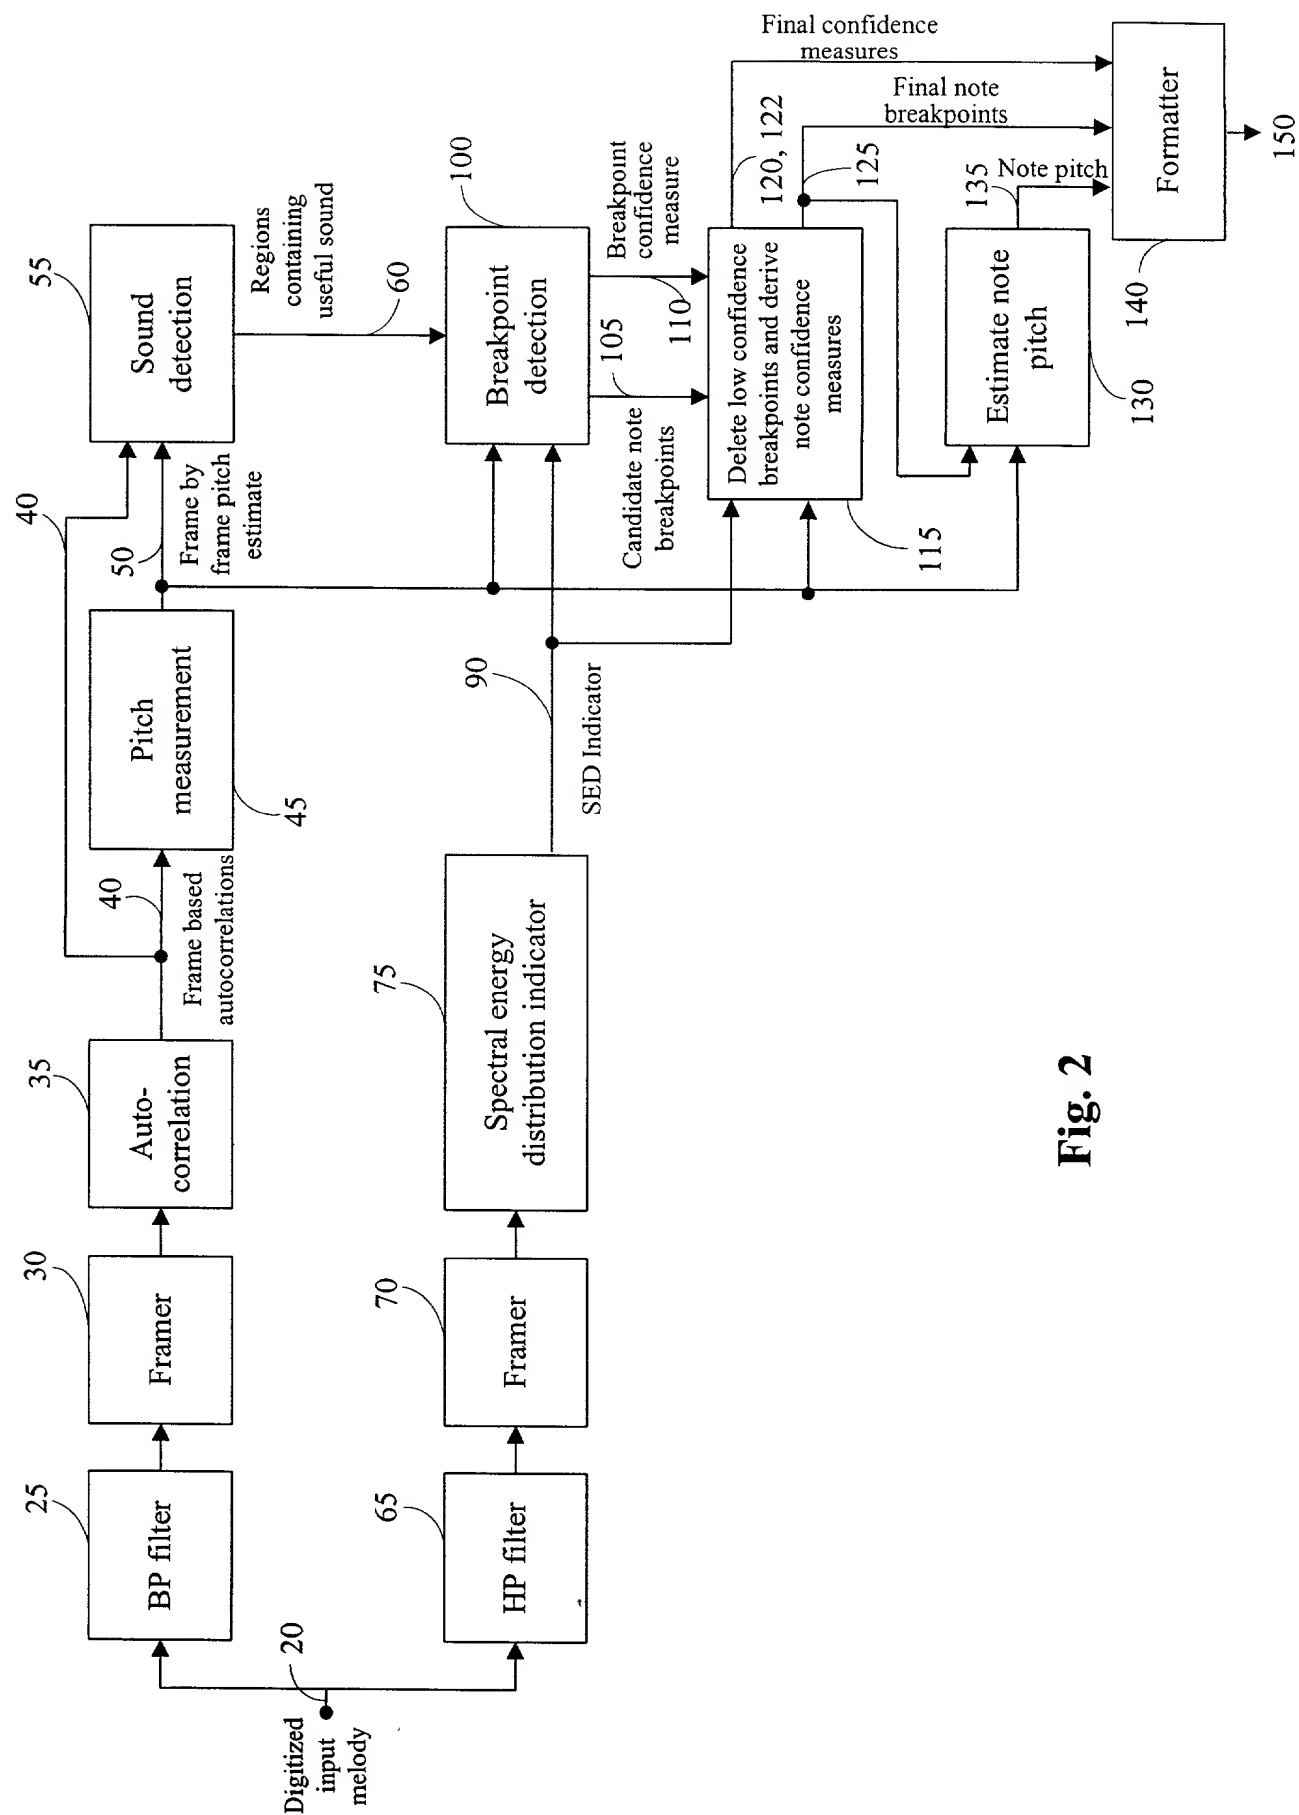 Digitized
input
melody
20
25
BP filter
30
Framer
35
Auto-
correlation
Frame based
autocorrelations
40
40
Pitch
measurement
45
50
Frame by
frame pitch
estimate
55
Sound
detection
Regions
containing
useful sound
60
65
HP filter
70
Framer
75
Spectral energy
distribution indicator
90
SED Indicator
100
Breakpoint
detection
Candidate note
breakpoints
105
Breakpoint
confidence
measure
110
Delete low confidence
breakpoints and derive
note confidence
measures
115
120, 122
125
Final confidence
measures
Final note
breakpoints
Estimate note
pitch
130
135
Note pitch
Formatter
140
150
Fig. 2